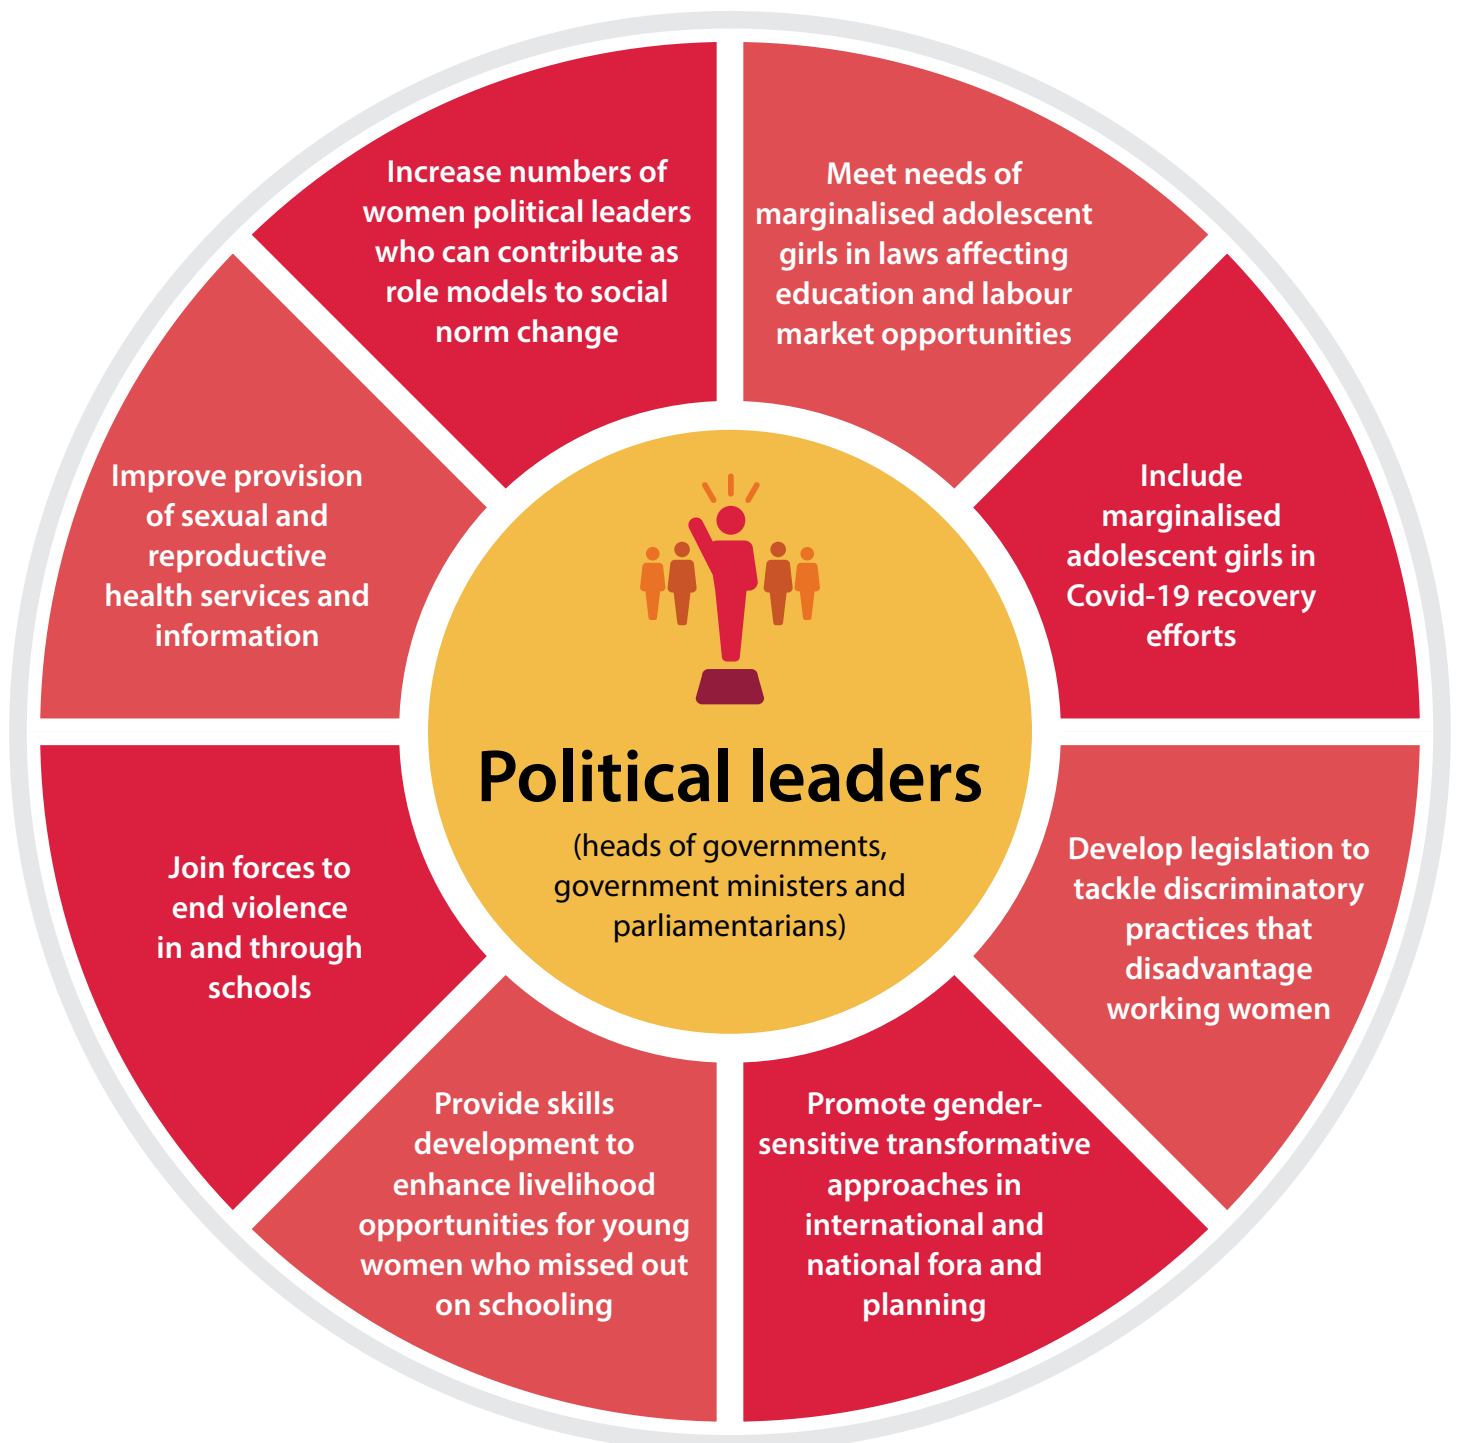 Increase numbers of
women political leaders
who can contribute as
role models to social
norm change
Meet needs of
marginalised adolescent
girls in laws affecting
education and labour
market opportunities
Include
marginalised
adolescent girls in
Covid-19 recovery
efforts
Develop legislation to
tackle discriminatory
practices that
disadvantage
working women
Promote gender-
sensitive transformative
approaches in
international and
national fora and
planning
Provide skills
development to
enhance livelihood
opportunities for young
women who missed out
on schooling
Join forces to
end violence
in and through
schools
Improve provision
of sexual and
reproductive
health services and
information
Political leaders
(heads of governments,
government ministers and
parliamentarians)